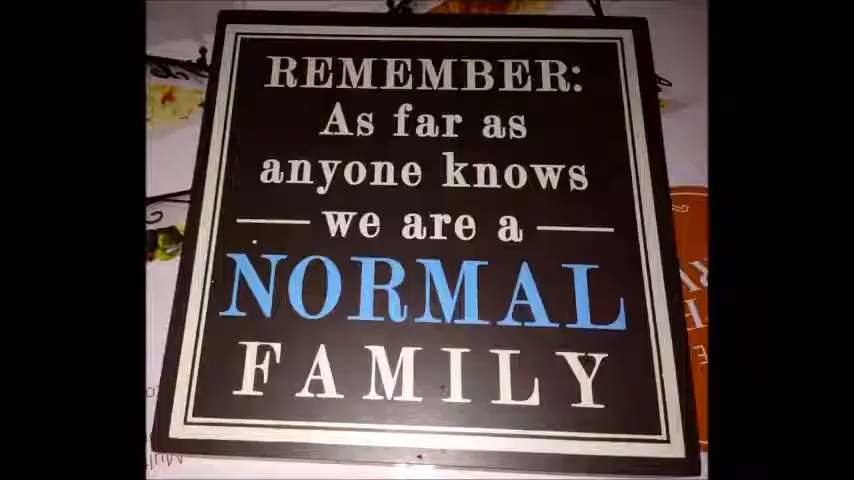 REMEMBER:
As far as
anyone knows
we are a
NORMAL
FAMILY